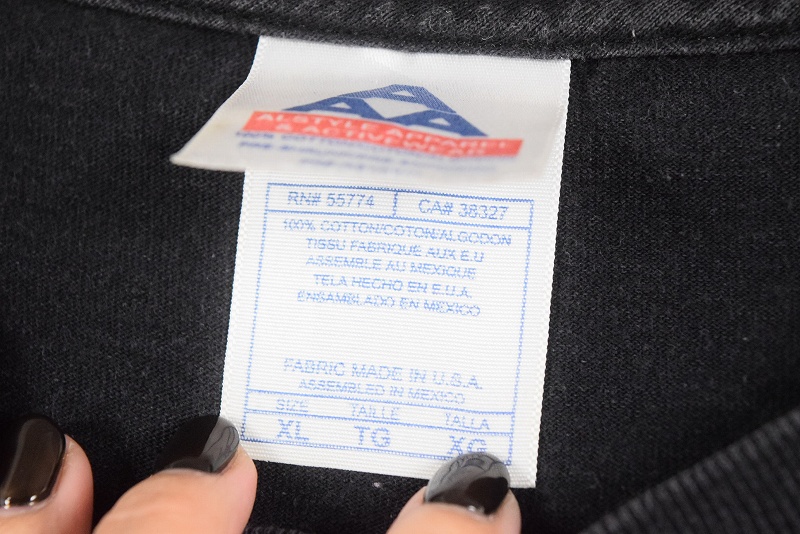 AAA
ALSTYLE APPAREL
& ACTIVEWEAR
RN# 55774 CA# 38327
100% COTTON/COTON/ALGODON
TISSU FABRIQUE AUX E.U
ASSEMBLE AU MEXIQUE
TELA HECHO EN E.U.A.
ENSAMBLADO EN MEXICO
FABRIC MADE IN U.S.A.
ASSEMBLED IN MEXICO
SIZE TAILLE TALLA
XL TG XG